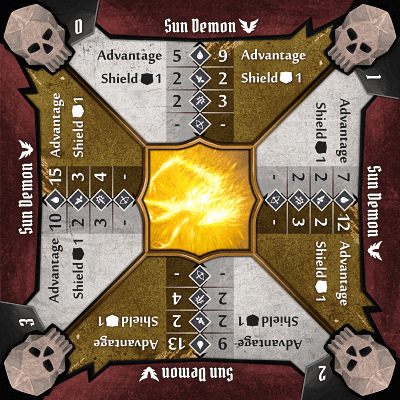 0
Sun Demon
Advantage 5 9 Advantage
Shield 1 2 2 Shield 1
2 3
- -
1
Sun Demon
Advantage 7 12 Advantage
Shield 1 2 2 Shield 1
2 3
- -
2
Sun Demon
Advantage 9 13 Advantage
Shield 1 2 2 Shield 1
2 4
- -
3
Sun Demon
Advantage 10 15 Advantage
Shield 1 2 3 Shield 1
3 4
- -